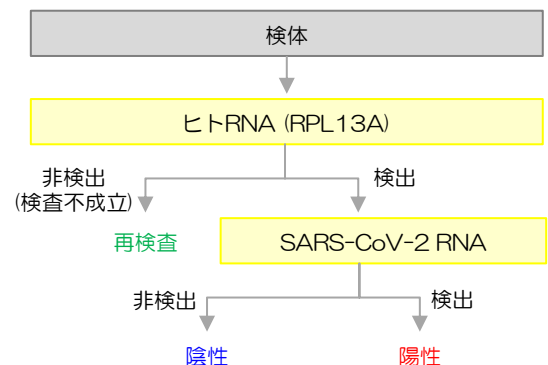 検体
ヒトRNA (RPL13A)
非検出
(検査不成立)
検出
再検査
SARS-CoV-2 RNA
非検出
検出
陰性
陽性